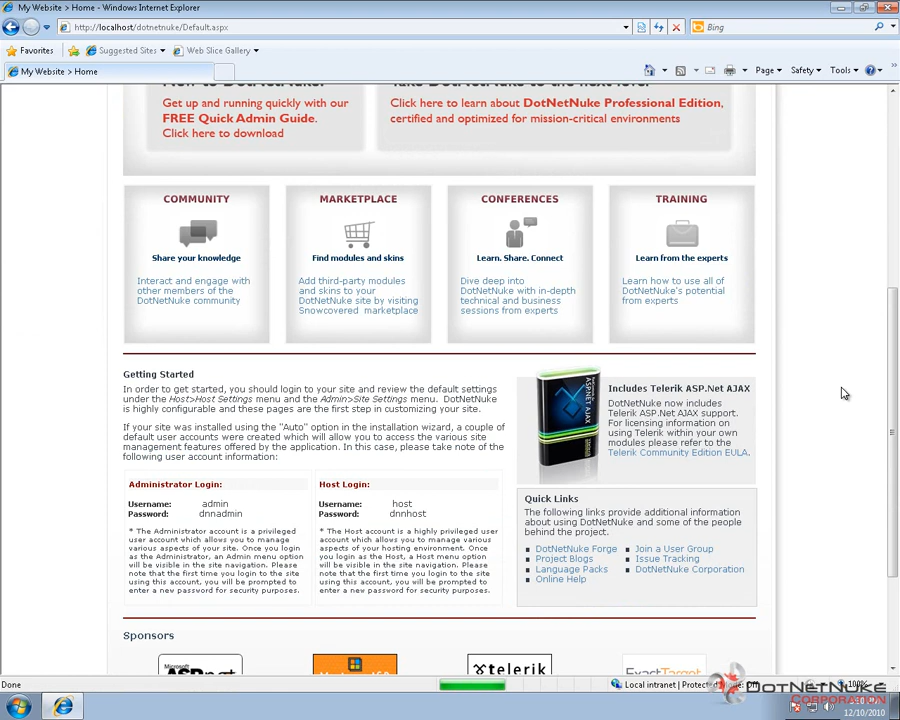 My Website > Home - Windows Internet Explorer
http://localhost/dotnetnuke/Default.aspx
Bing
Favorites
Suggested Sites
Web Slice Gallery
My Website > Home
Page
Safety
Tools
Get up and running quickly with our
FREE Quick Admin Guide.
Click here to download
Click here to learn about DotNetNuke Professional Edition,
certified and optimized for mission-critical environments
COMMUNITY
Share your knowledge
Interact and engage with
other members of the
DotNetNuke community
MARKETPLACE
Find modules and skins
Add third-party modules
and skins to your
DotNetNuke site by visiting
Snowcovered marketplace
CONFERENCES
Learn. Share. Connect
Dive deep into
DotNetNuke with in-depth
technical and business
sessions from experts
TRAINING
Learn from the experts
Learn how to use all of
DotNetNuke's potential
from experts
Getting Started
In order to get started, you should login to your site and review the default settings
under the Host>Host Settings menu and the Admin>Site Settings menu. DotNetNuke
is highly configurable and these pages are the first step in customizing your site.
If your site was installed using the "Auto" option in the installation wizard, a couple of
default user accounts were created which will allow you to access the various site
management features offered by the application. In this case, please take note of the
following user account information:
Administrator Login:
Username: admin
Password: dnnadmin
* The Administrator account is a privileged
user account which allows you to manage
various aspects of your site. Once you
login as the Administrator, an Admin menu option
will be visible in the site navigation. Please
note that the first time you login to the site
using this account, you will be prompted to
enter a new password for security purposes.
Host Login:
Username: host
Password: dnnhost
* The Host account is a highly privileged user
account which allows you to manage various
aspects of your hosting environment. Once
you login as the Host, a Host menu option
will be visible in the site navigation. Please
note that the first time you login to the site
using this account, you will be prompted to
enter a new password for security purposes.
ASP.NET AJAX
Includes Telerik ASP.Net AJAX
DotNetNuke now includes
Telerik ASP.Net AJAX support.
For licensing information on
using Telerik within your own
modules please refer to the
Telerik Community Edition EULA.
Quick Links
The following links provide additional information
about using DotNetNuke and some of the people
behind the project.
DotNetNuke Forge
Project Blogs
Language Packs
Online Help
Join a User Group
Issue Tracking
DotNetNuke Corporation
Sponsors
Microsoft
telerik
ExactTarget
Done
Local intranet | Protected Mode: Off
100%
DOTNETNUKE
CORPORATION
12/10/2010